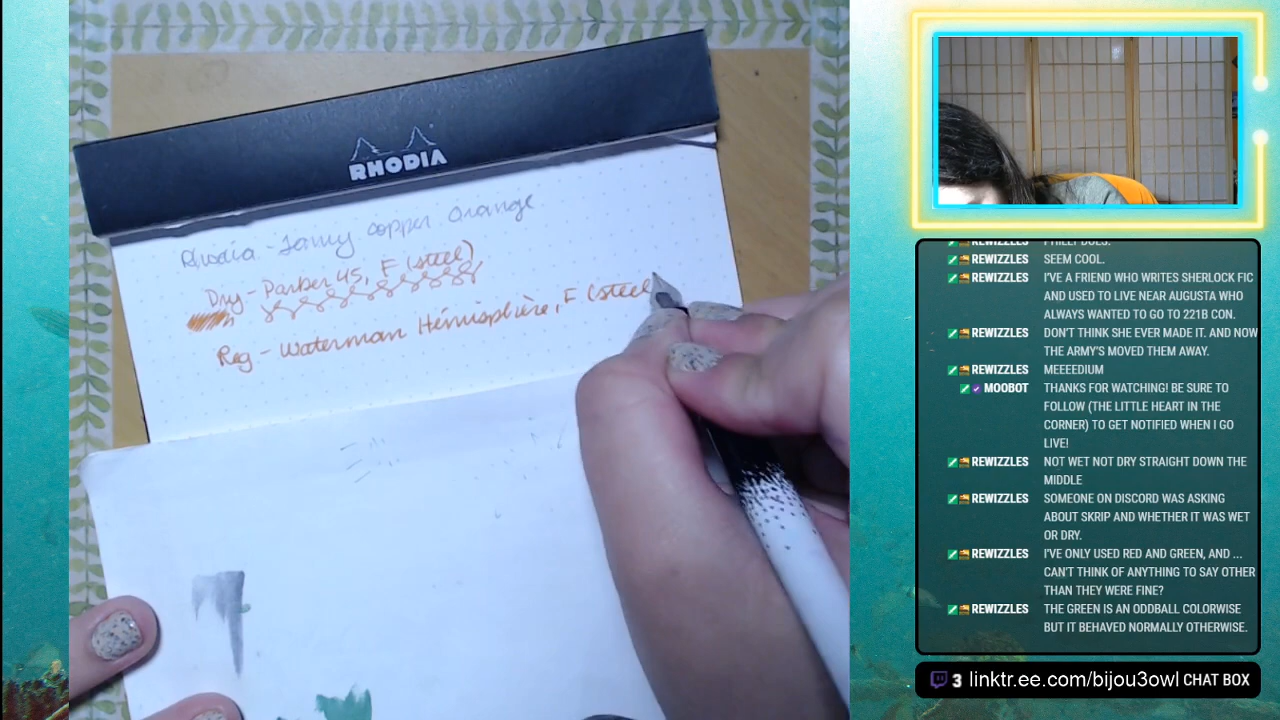 RHODIA
Rhodia - Lamy copper Orange
Dry - Parker 45, F (steel)
Reg - Waterman Hémisphère, F (steel
REWIZZLES PHILLY DOES.
REWIZZLES SEEM COOL.
REWIZZLES I'VE A FRIEND WHO WRITES SHERLOCK FIC
AND USED TO LIVE NEAR AUGUSTA WHO
ALWAYS WANTED TO GO TO 221B CON.
REWIZZLES DON'T THINK SHE EVER MADE IT. AND NOW
THE ARMY'S MOVED THEM AWAY.
REWIZZLES MEEEEDIUM
MOOBOT THANKS FOR WATCHING! BE SURE TO
FOLLOW (THE LITTLE HEART IN THE
CORNER) TO GET NOTIFIED WHEN I GO
LIVE!
REWIZZLES NOT WET NOT DRY STRAIGHT DOWN THE
MIDDLE
REWIZZLES SOMEONE ON DISCORD WAS ASKING
ABOUT SKRIP AND WHETHER IT WAS WET
OR DRY.
REWIZZLES I'VE ONLY USED RED AND GREEN, AND ...
CAN'T THINK OF ANYTHING TO SAY OTHER
THAN THEY WERE FINE?
REWIZZLES THE GREEN IS AN ODDBALL COLORWISE
BUT IT BEHAVED NORMALLY OTHERWISE.
3 linktr.ee.com/bijou3owl CHAT BOX